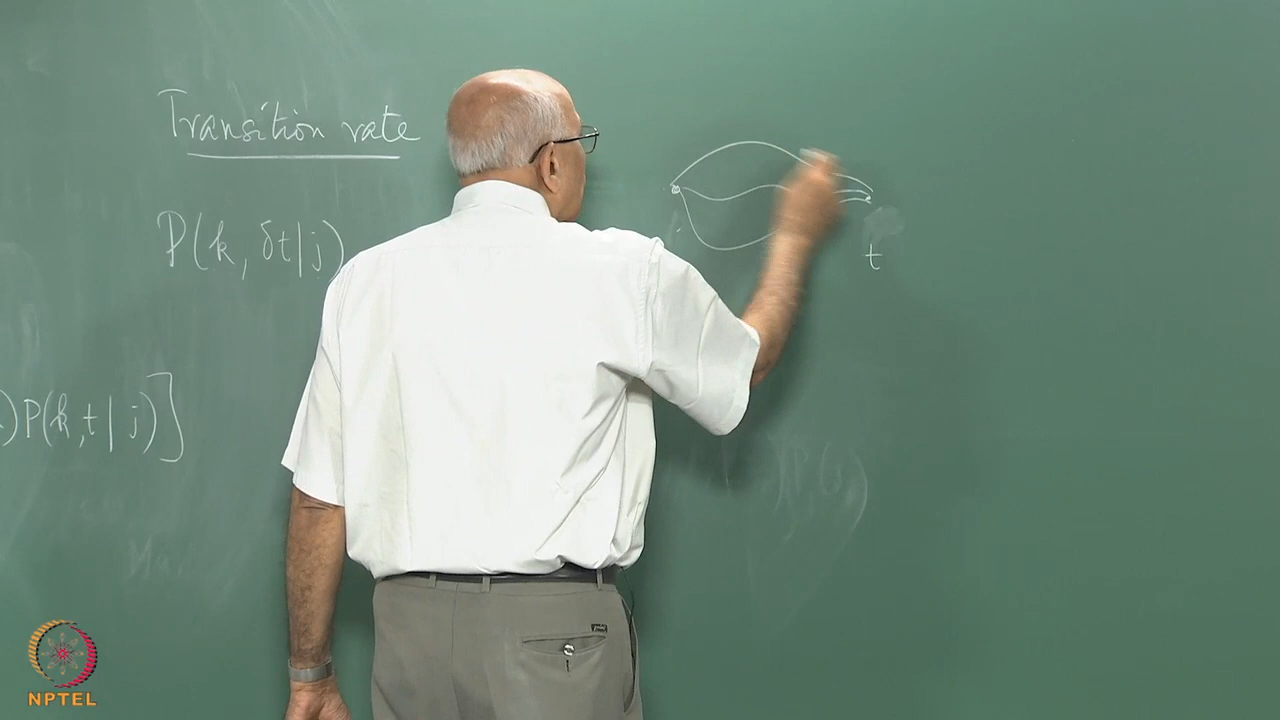 Transition rate
P(k, δt|j)
t
)P(k,t|j)]
NPTEL